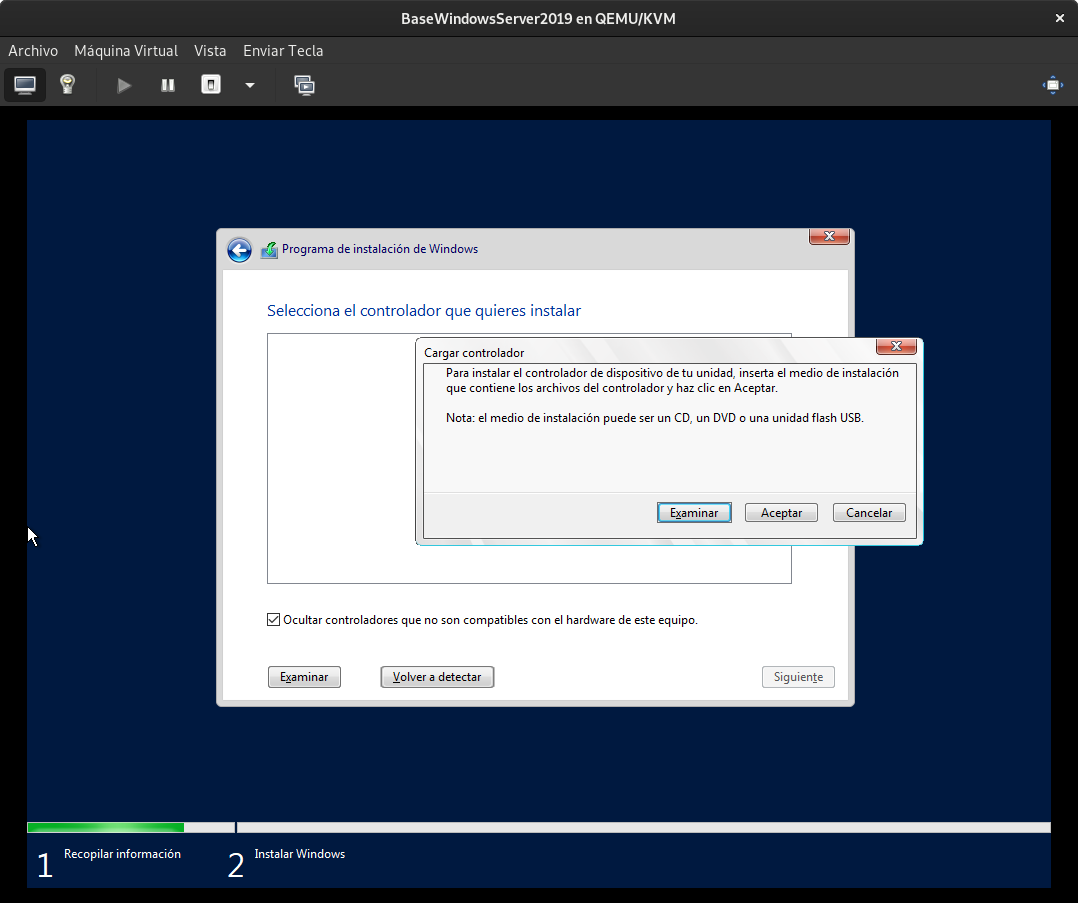 BaseWindowsServer2019 en QEMU/KVM
Archivo Máquina Virtual Vista Enviar Tecla
Programa de instalación de Windows
Selecciona el controlador que quieres instalar
Cargar controlador
Para instalar el controlador de dispositivo de tu unidad, inserta el medio de instalación
que contiene los archivos del controlador y haz clic en Aceptar.
Nota: el medio de instalación puede ser un CD, un DVD o una unidad flash USB.
Examinar Aceptar Cancelar
Ocultar controladores que no son compatibles con el hardware de este equipo.
Examinar Volver a detectar Siguiente
1 Recopilar información 2 Instalar Windows